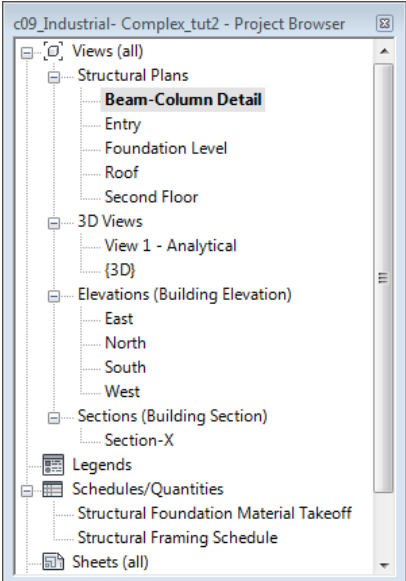 c09_Industrial- Complex_tut2 - Project Browser
Views (all)
Structural Plans
Beam-Column Detail
Entry
Foundation Level
Roof
Second Floor
3D Views
View 1 - Analytical
{3D}
Elevations (Building Elevation)
East
North
South
West
Sections (Building Section)
Section-X
Legends
Schedules/Quantities
Structural Foundation Material Takeoff
Structural Framing Schedule
Sheets (all)